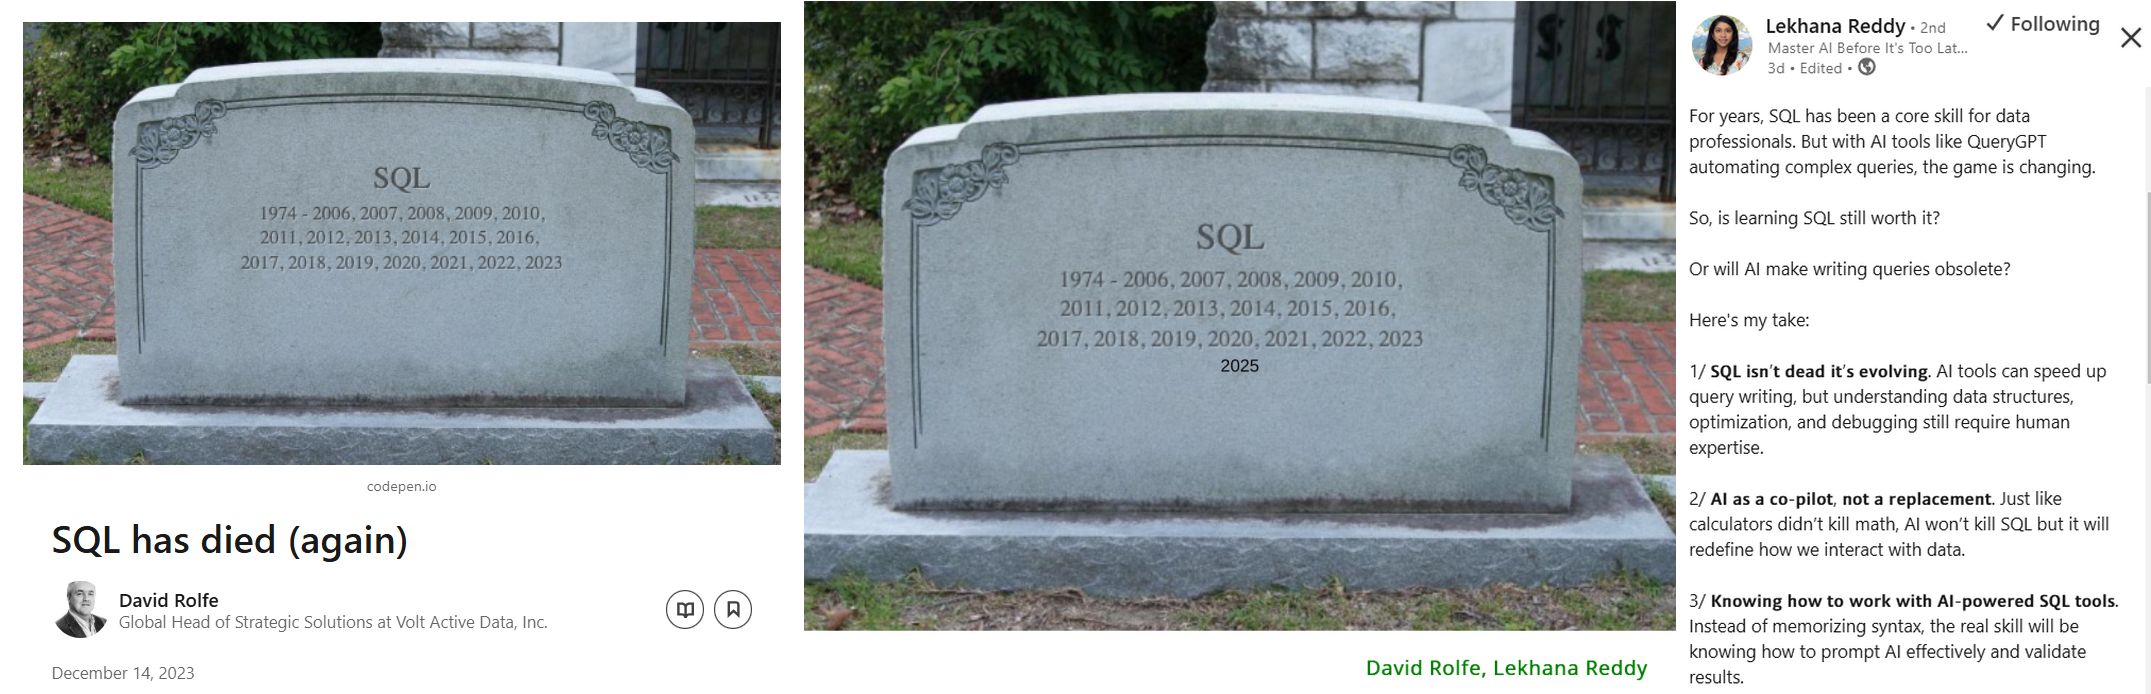 SQL
1974 - 2006, 2007, 2008, 2009, 2010,
2011, 2012, 2013, 2014, 2015, 2016,
2017, 2018, 2019, 2020, 2021, 2022, 2023
codepen.io
SQL has died (again)
David Rolfe
Global Head of Strategic Solutions at Volt Active Data, Inc.
December 14, 2023
SQL
1974 - 2006, 2007, 2008, 2009, 2010,
2011, 2012, 2013, 2014, 2015, 2016,
2017, 2018, 2019, 2020, 2021, 2022, 2023
2025
David Rolfe, Lekhana Reddy
Lekhana Reddy • 2nd
✓ Following
Master AI Before It's Too Lat...
3d • Edited •
For years, SQL has been a core skill for data
professionals. But with AI tools like QueryGPT
automating complex queries, the game is changing.
So, is learning SQL still worth it?
Or will AI make writing queries obsolete?
Here's my take:
1/ SQL isn't dead it's evolving. AI tools can speed up
query writing, but understanding data structures,
optimization, and debugging still require human
expertise.
2/ AI as a co-pilot, not a replacement. Just like
calculators didn't kill math, AI won't kill SQL but it will
redefine how we interact with data.
3/ Knowing how to work with AI-powered SQL tools.
Instead of memorizing syntax, the real skill will be
knowing how to prompt AI effectively and validate
results.